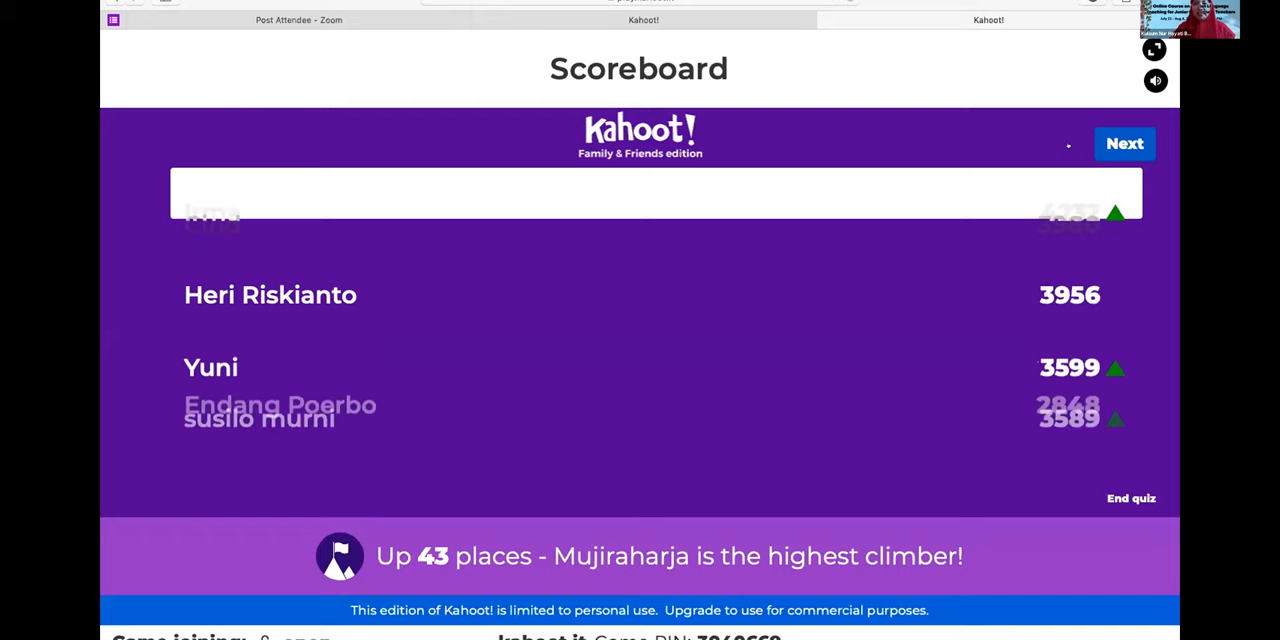 Post Attendee - Zoom
Kahoot!
Kahoot!
Scoreboard
Kahoot!
Family & Friends edition
Next
Irma
Heri Riskianto 3956
Yuni 3599
Endang Poerbo 2848
susilo murni 3589
End quiz
Up 43 places - Mujiraharja is the highest climber!
This edition of Kahoot! is limited to personal use. Upgrade to use for commercial purposes.